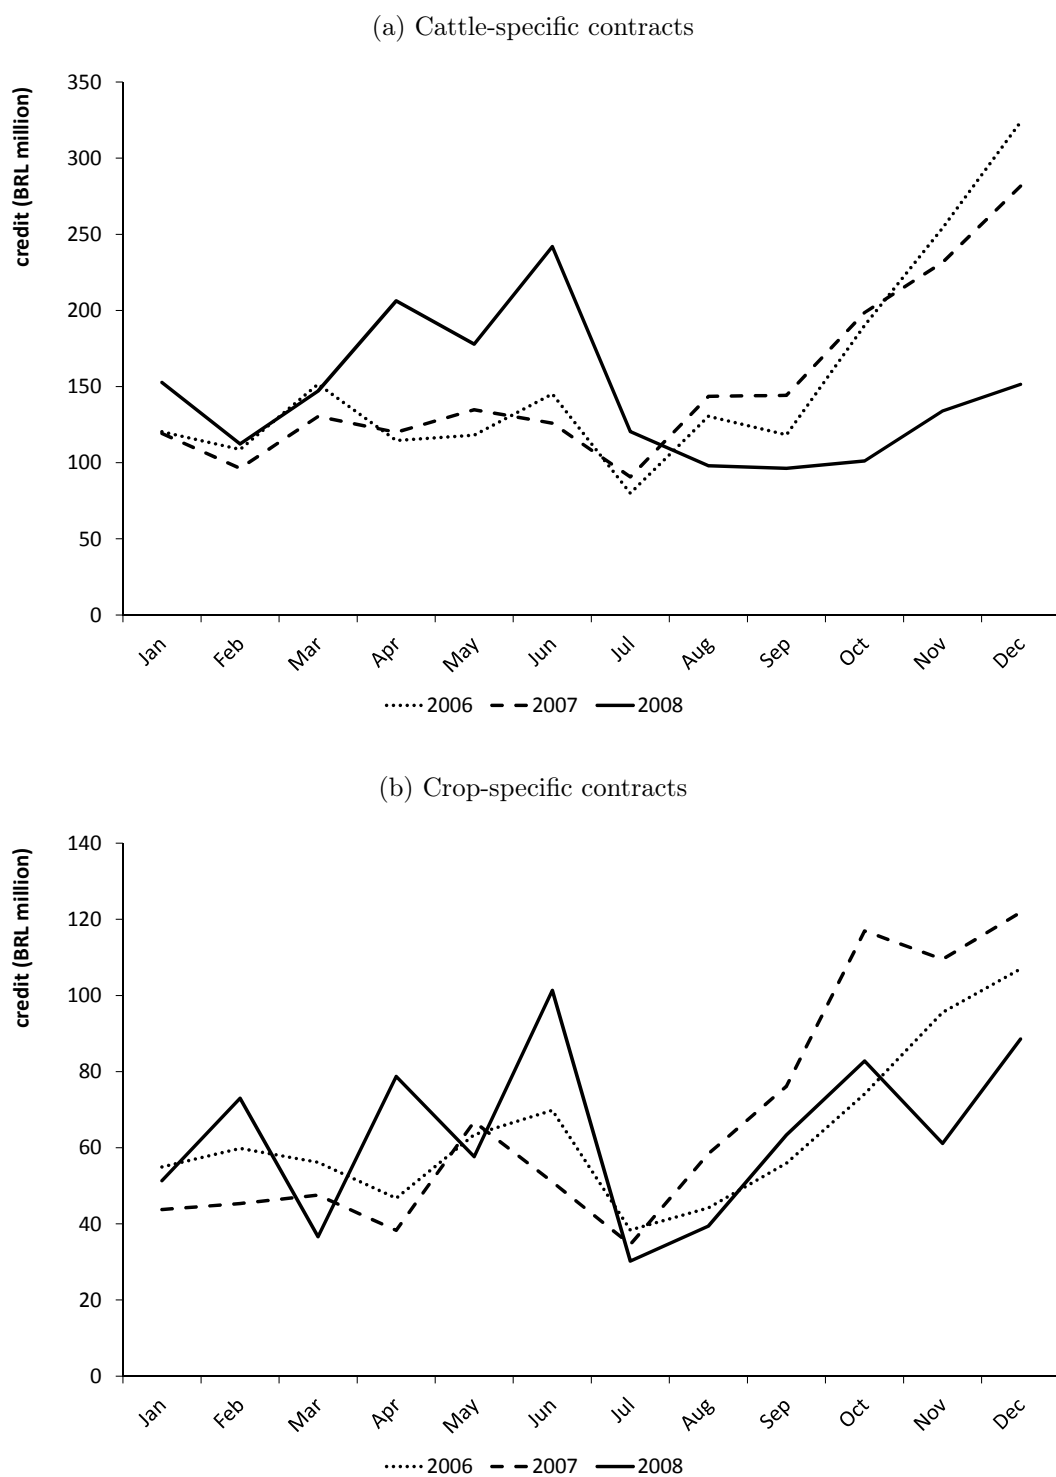 (a) Cattle-specific contracts
credit (BRL million)
350
300
250
200
150
100
50
0
Jan Feb Mar Apr May Jun Jul Aug Sep Oct Nov Dec
2006 2007 2008
(b) Crop-specific contracts
credit (BRL million)
140
120
100
80
60
40
20
0
Jan Feb Mar Apr May Jun Jul Aug Sep Oct Nov Dec
2006 2007 2008